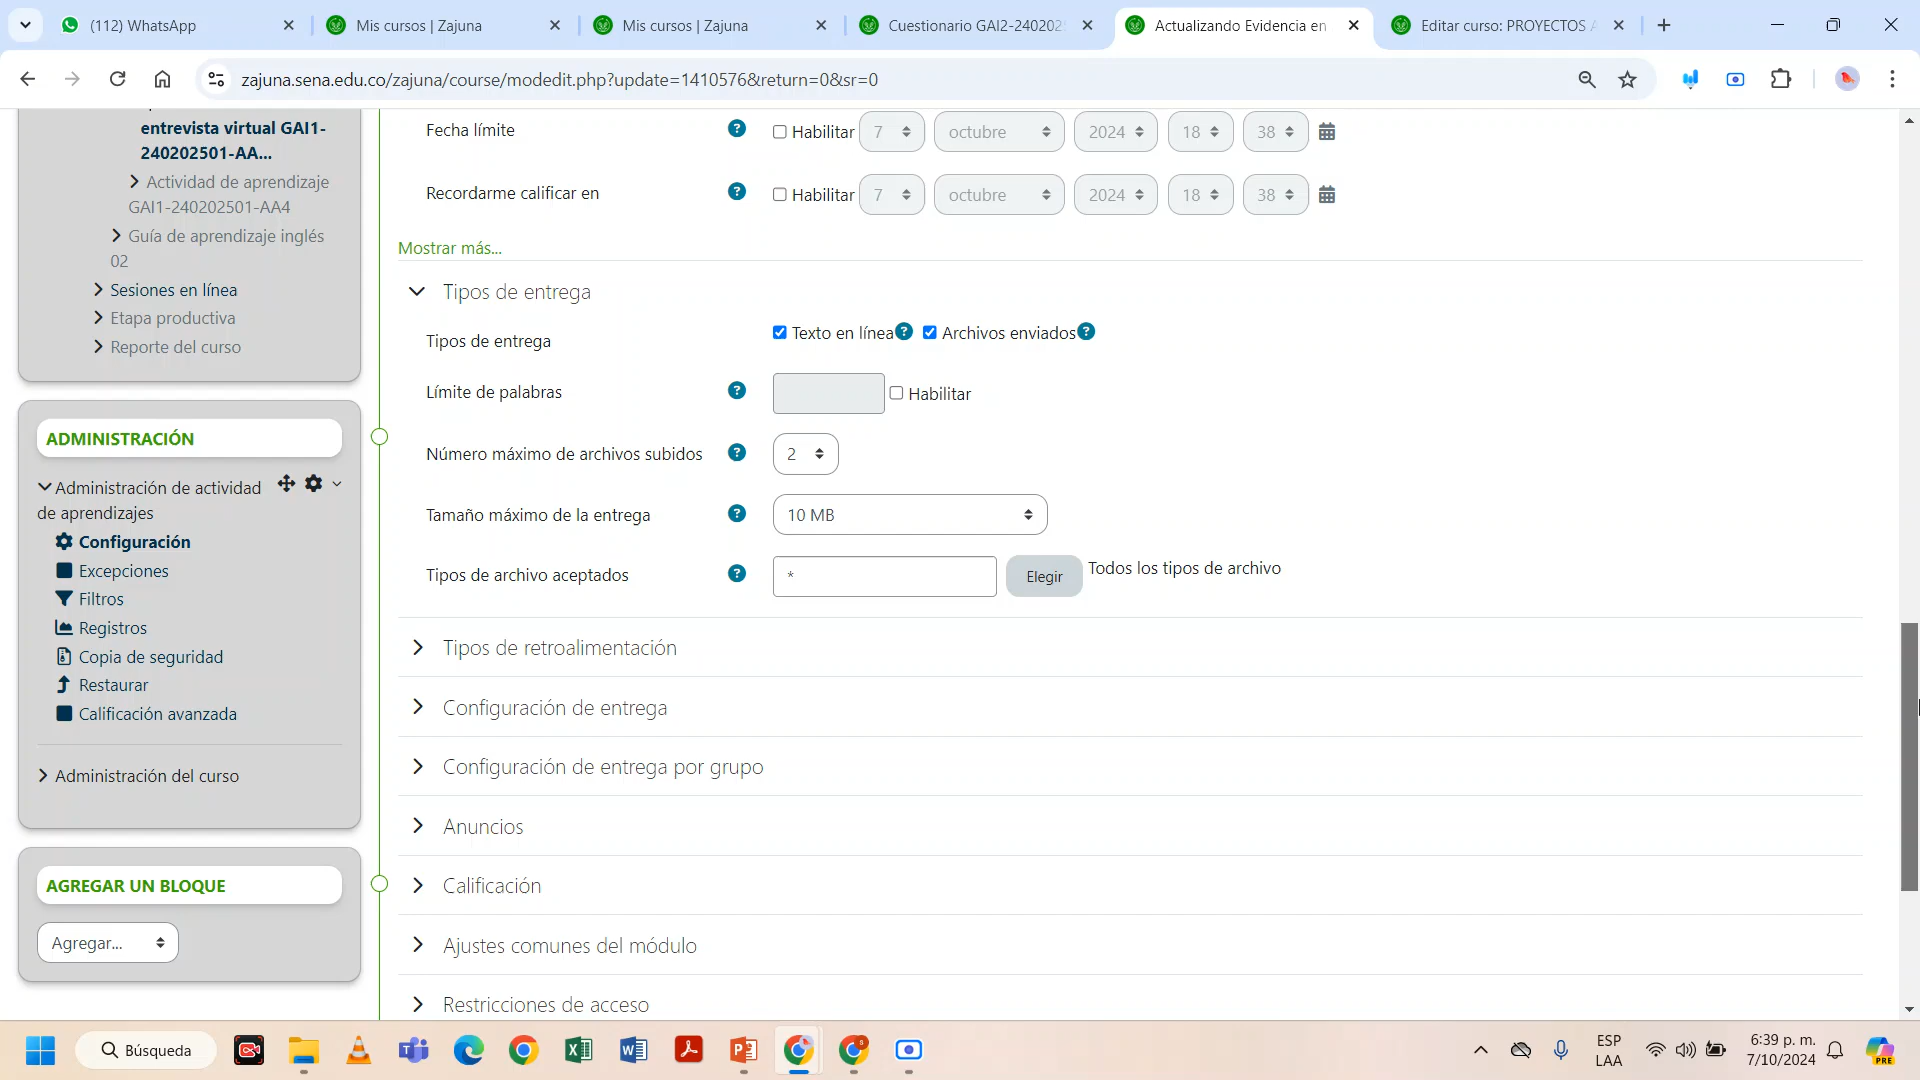 (112) WhatsApp
Mis cursos | Zajuna
Mis cursos | Zajuna
Cuestionario GAI2-240202
Actualizando Evidencia en
Editar curso: PROYECTOS A
zajuna.sena.edu.co/zajuna/course/modedit.php?update=1410576&return=0&sr=0
entrevista virtual GAI1-
240202501-AA...
Actividad de aprendizaje
GAI1-240202501-AA4
Guía de aprendizaje inglés
02
Sesiones en línea
Etapa productiva
Reporte del curso
ADMINISTRACIÓN
Administración de actividad
de aprendizajes
Configuración
Excepciones
Filtros
Registros
Copia de seguridad
Restaurar
Calificación avanzada
Administración del curso
AGREGAR UN BLOQUE
Agregar...
Fecha límite
Habilitar 7 octubre 2024 18 38
Recordarme calificar en
Habilitar 7 octubre 2024 18 38
Mostrar más...
Tipos de entrega
Tipos de entrega
Texto en línea Archivos enviados
Límite de palabras
Habilitar
Número máximo de archivos subidos
2
Tamaño máximo de la entrega
10 MB
Tipos de archivo aceptados
* Elegir Todos los tipos de archivo
Tipos de retroalimentación
Configuración de entrega
Configuración de entrega por grupo
Anuncios
Calificación
Ajustes comunes del módulo
Restricciones de acceso
Búsqueda
ESP
LAA
6:39 p. m.
7/10/2024
PRE